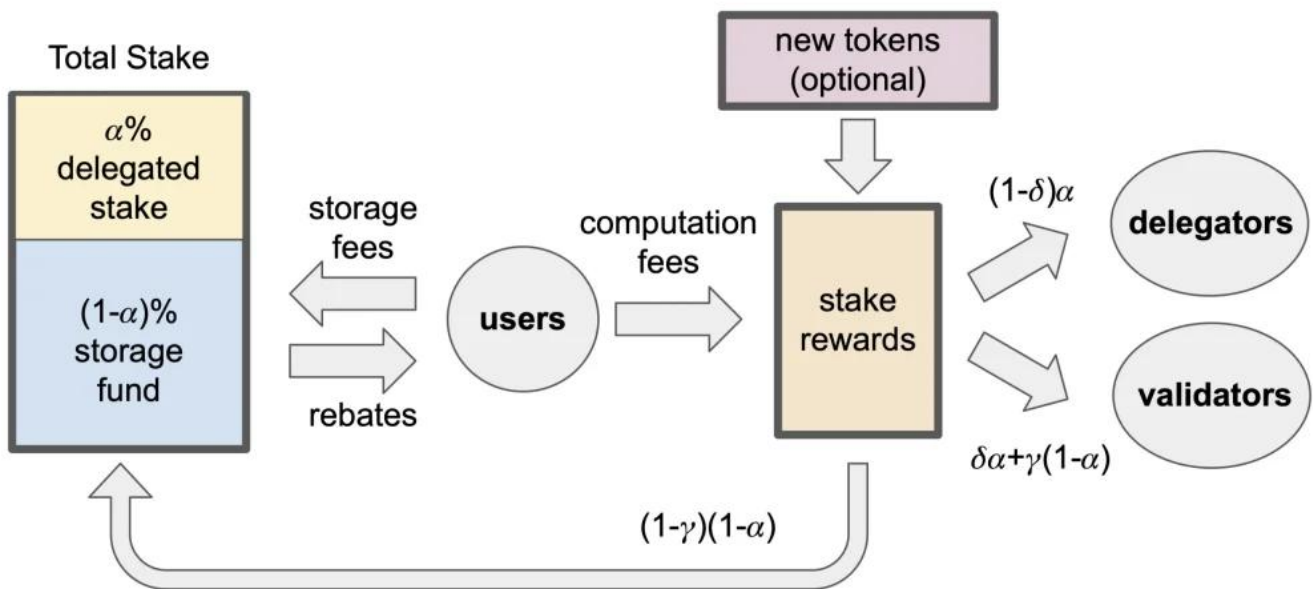 Total Stake
α%
delegated
stake
(1-α)%
storage
fund
storage
fees
rebates
users
computation
fees
new tokens
(optional)
stake
rewards
(1-δ)α
delegators
validators
δα+γ(1-α)
(1-γ)(1-α)